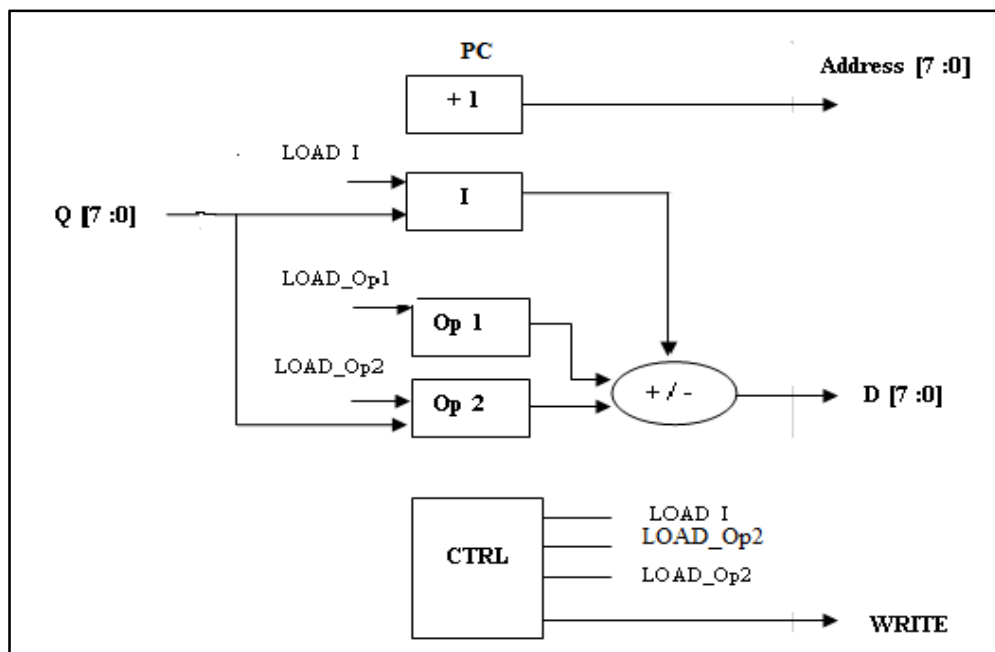 PC
Address [7 :0]
+ 1
LOAD I
I
Q [7 :0]
LOAD_Op1
Op 1
LOAD_Op2
Op 2
+ / -
D [7 :0]
LOAD I
LOAD_Op2
CTRL
LOAD_Op2
WRITE